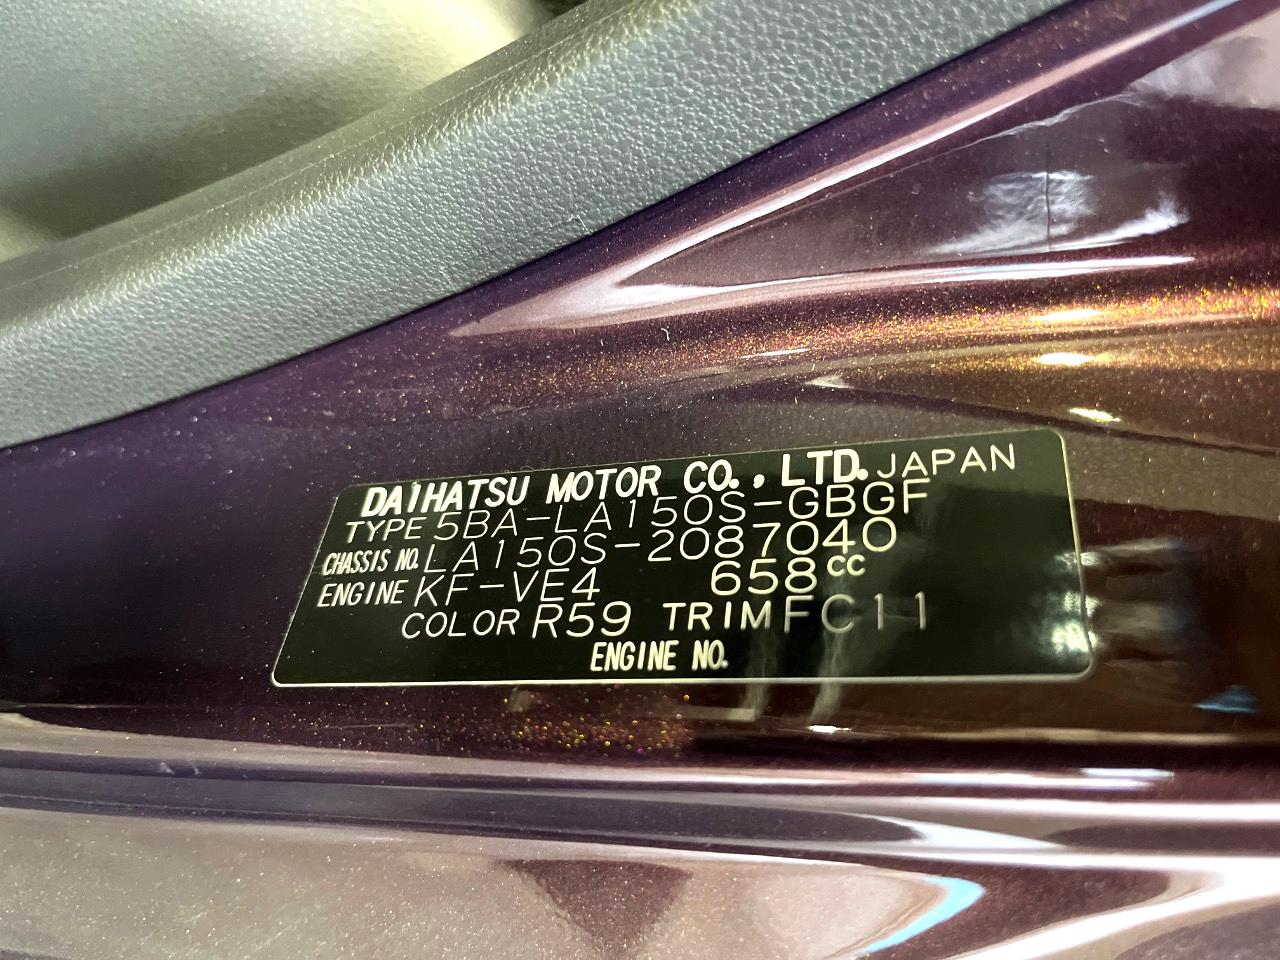 DAIHATSU MOTOR CO., LTD. JAPAN
TYPE 5BA-LA150S-GBGF
CHASSIS NO. LA150S-2087040
ENGINE KF-VE4 658cc
COLOR R59 TRIM FC11
ENGINE NO.